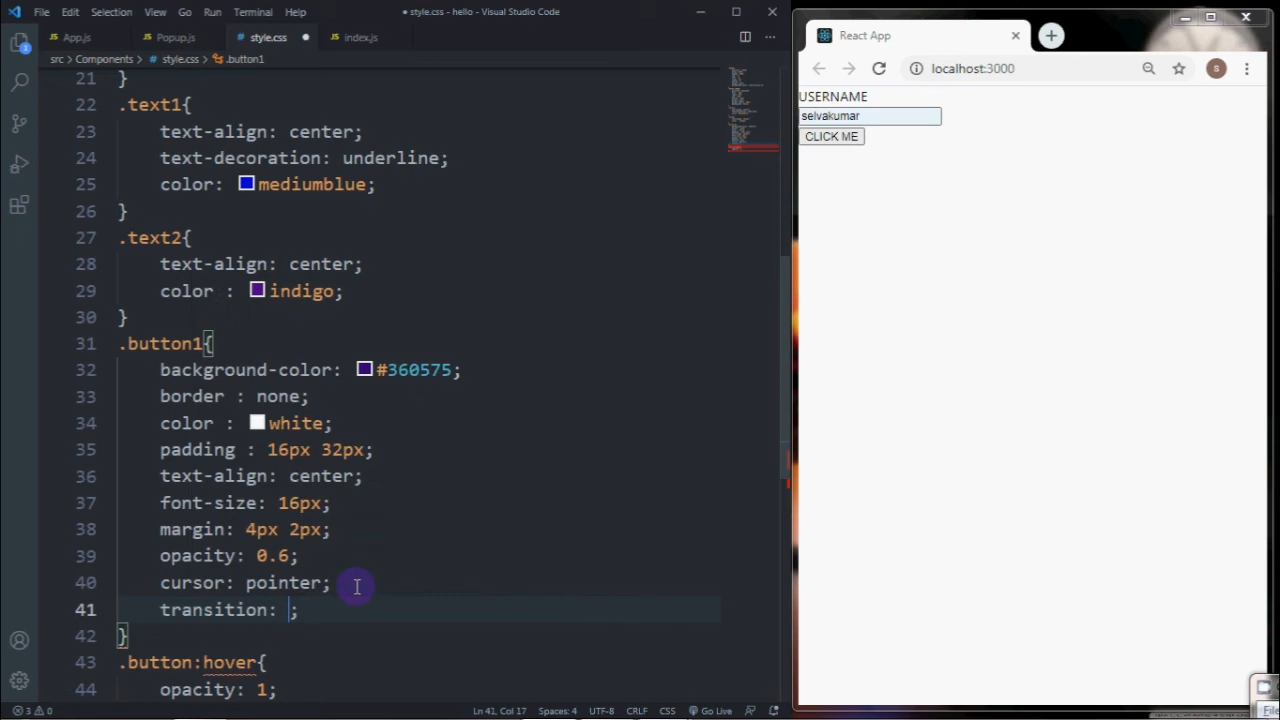 File Edit Selection View Go Run Terminal Help
● style.css - hello - Visual Studio Code
App.js Popup.js style.css ● index.js
src > Components > style.css > .button1
21 }
22 .text1{
23 text-align: center;
24 text-decoration: underline;
25 color: mediumblue;
26 }
27 .text2{
28 text-align: center;
29 color : indigo;
30 }
31 .button1{
32 background-color: #360575;
33 border : none;
34 color : white;
35 padding : 16px 32px;
36 text-align: center;
37 font-size: 16px;
38 margin: 4px 2px;
39 opacity: 0.6;
40 cursor: pointer;
41 transition: ;
42 }
43 .button:hover{
44 opacity: 1;
3 0 Ln 41, Col 17 Spaces: 4 UTF-8 CRLF CSS Go Live
React App
localhost:3000
S
USERNAME
selvakumar
CLICK ME
3